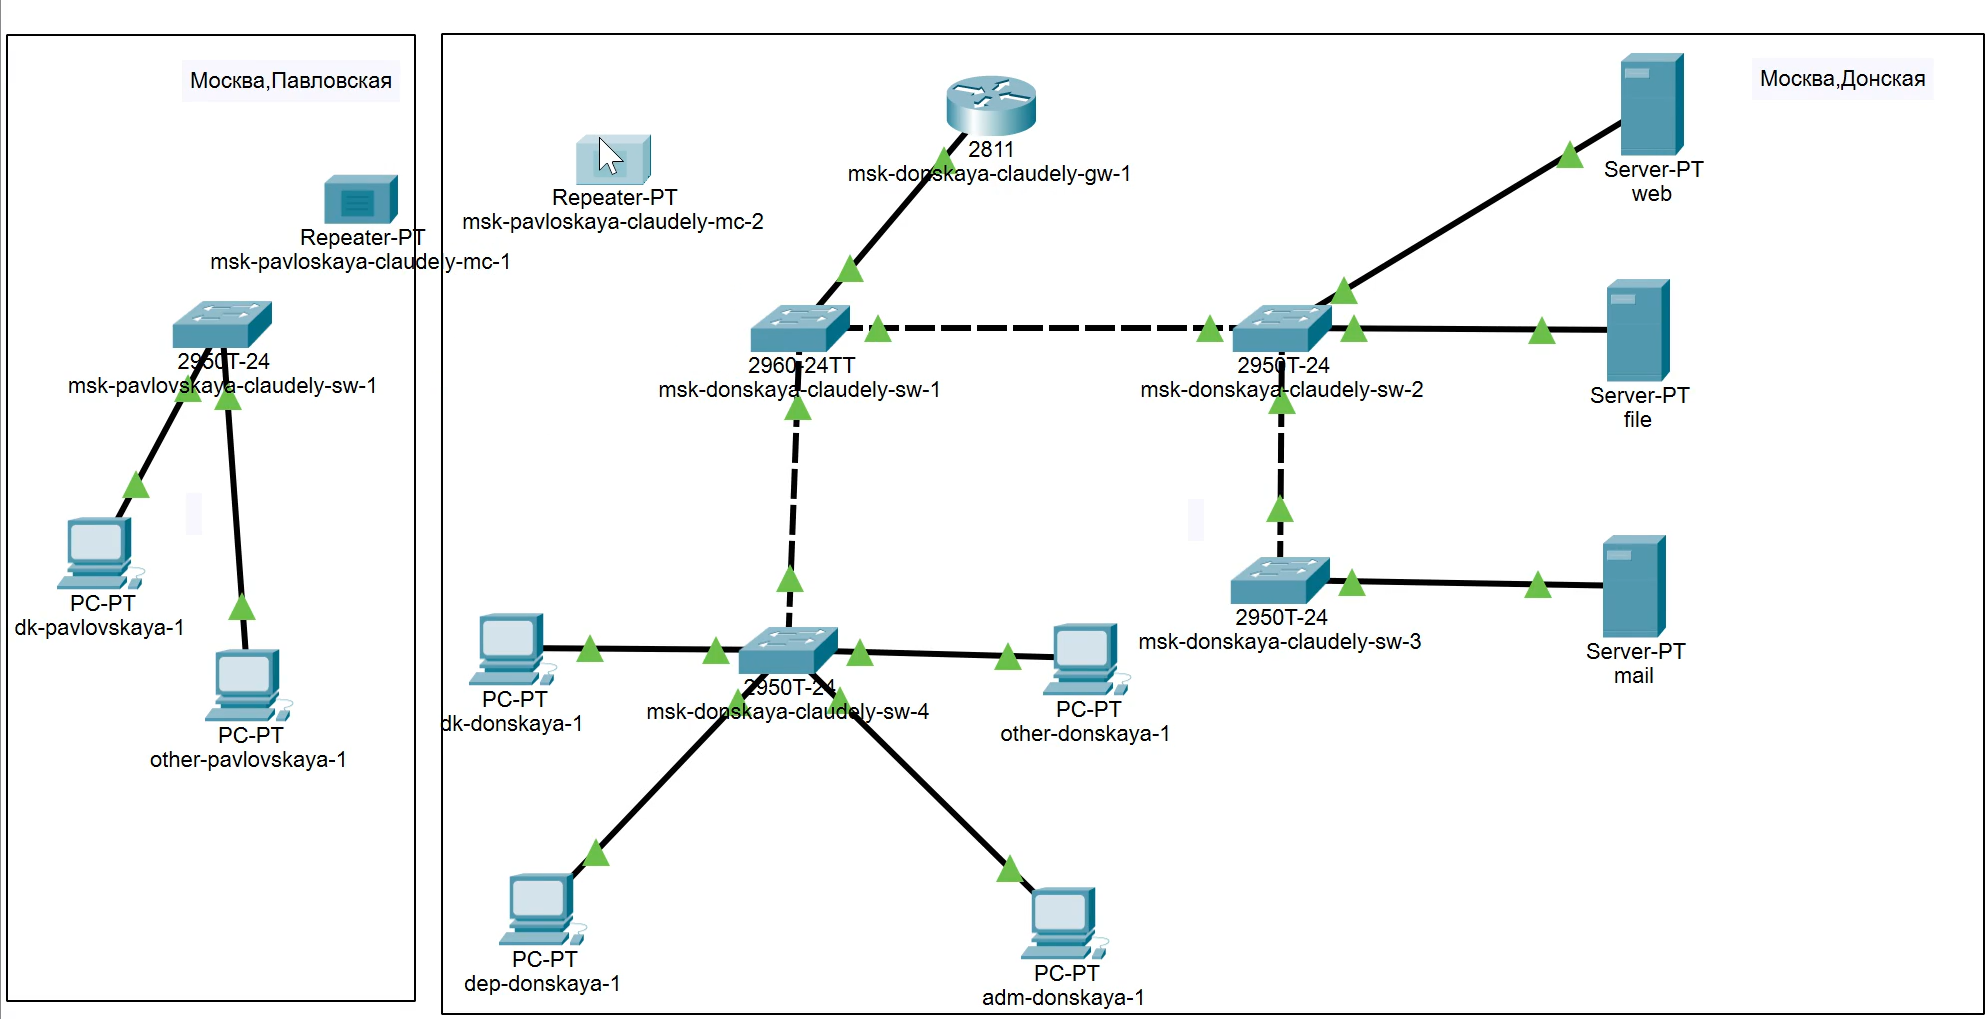 Москва,Павловская
Repeater-PT
msk-pavloskaya-claudely-mc-1
2950T-24
msk-pavlovskaya-claudely-sw-1
PC-PT
dk-pavlovskaya-1
PC-PT
other-pavlovskaya-1
Москва,Донская
Repeater-PT
msk-pavloskaya-claudely-mc-2
2811
msk-donskaya-claudely-gw-1
Server-PT
web
2960-24TT
msk-donskaya-claudely-sw-1
2950T-24
msk-donskaya-claudely-sw-2
Server-PT
file
2950T-24
msk-donskaya-claudely-sw-3
Server-PT
mail
PC-PT
dk-donskaya-1
2950T-24
msk-donskaya-claudely-sw-4
PC-PT
other-donskaya-1
PC-PT
dep-donskaya-1
PC-PT
adm-donskaya-1